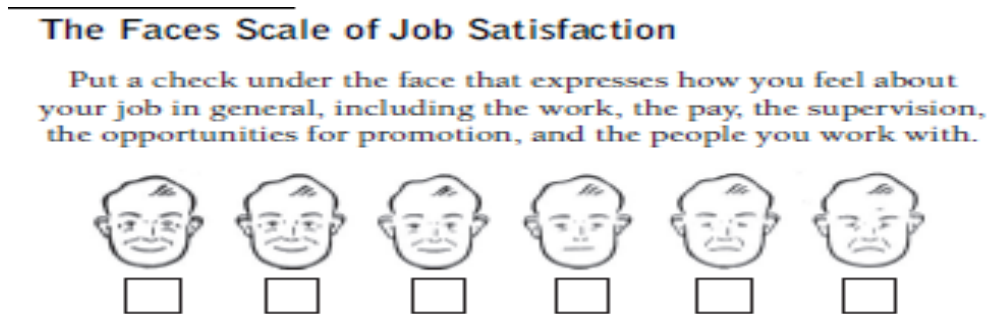 The Faces Scale of Job Satisfaction
Put a check under the face that expresses how you feel about
your job in general, including the work, the pay, the supervision,
the opportunities for promotion, and the people you work with.